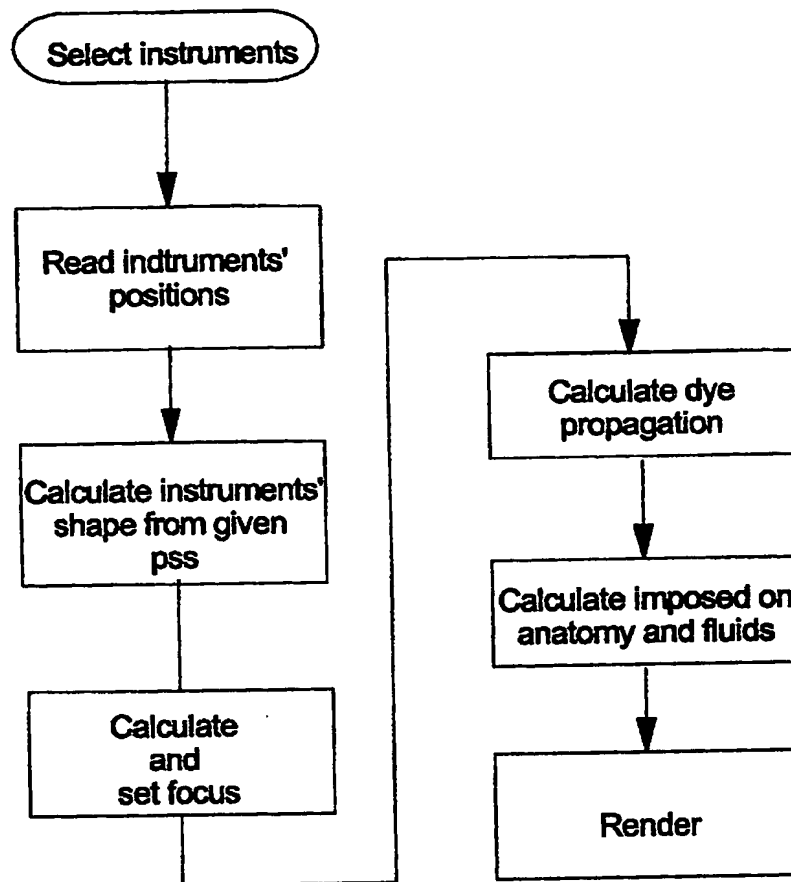 Select instruments
Read indtruments'
positions
Calculate instruments'
shape from given
pss
Calculate
and
set focus
Calculate dye
propagation
Calculate imposed on
anatomy and fluids
Render